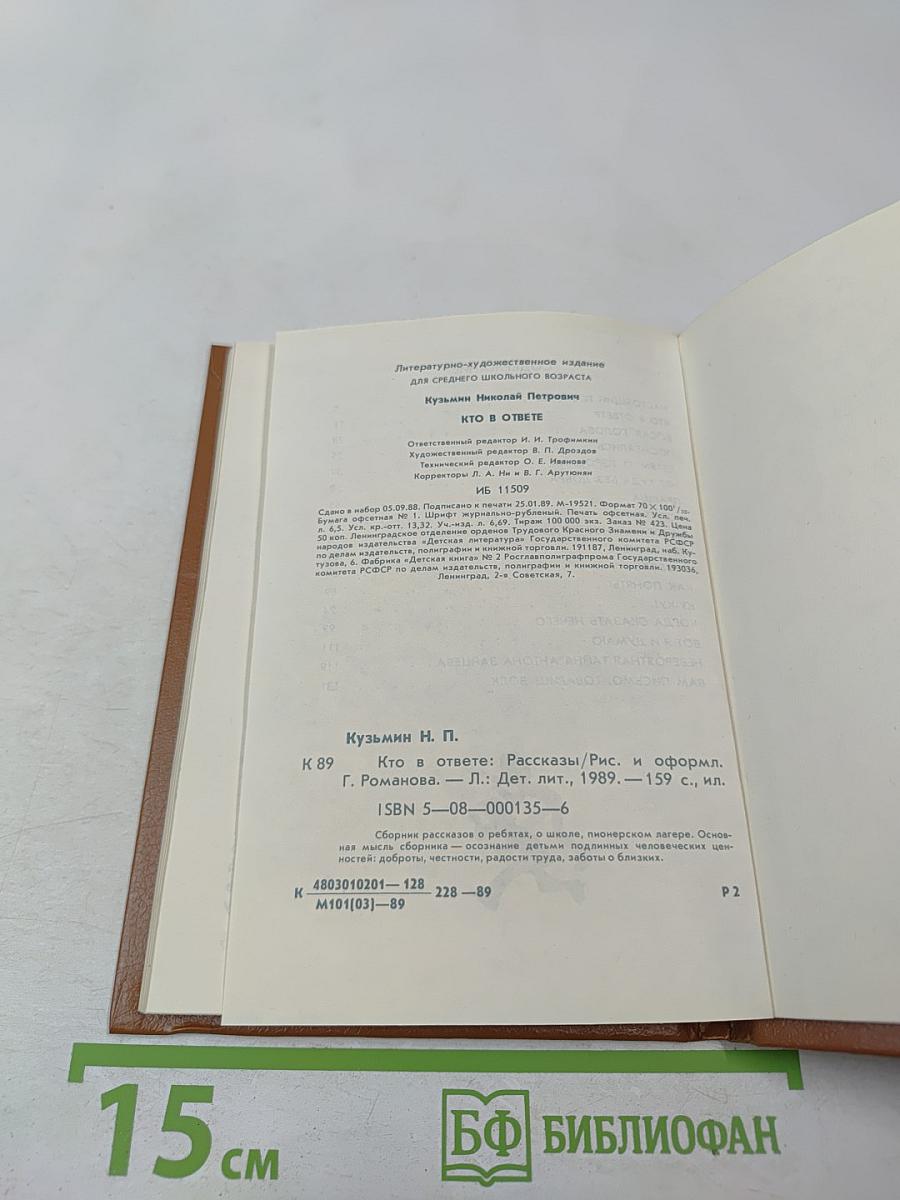 Литературно-художественное издание
ДЛЯ СРЕДНЕГО ШКОЛЬНОГО ВОЗРАСТА
Кузьмин Николай Петрович
КТО В ОТВЕТЕ
Ответственный редактор И. И. Трофимкин
Художественный редактор В. П. Дроздов
Технический редактор О. Е. Иванова
Корректоры Л. А. Ни и В. Г. Арутюнян
ИБ 11509
Сдано в набор 05.09.88. Подписано к печати 25.01.89. М-19521. Формат 70×100¹/₃₂.
Бумага офсетная № 1. Шрифт журнально-рубленый. Печать офсетная. Усл. печ.
л. 6,5. Усл. кр.-отт. 13,32. Уч.-изд. л. 6,69. Тираж 100 000 экз. Заказ № 423. Цена
50 коп. Ленинградское отделение орденов Трудового Красного Знамени и Дружбы
народов издательства «Детская литература» Государственного комитета РСФСР
по делам издательств, полиграфии и книжной торговли. 191187, Ленинград, наб. Ку-
тузова, 6. Фабрика «Детская книга» № 2 Росглавполиграфпрома Государственного
комитета РСФСР по делам издательств, полиграфии и книжной торговли. 193036,
Ленинград, 2-я Советская, 7.
Кузьмин Н. П.
К 89 Кто в ответе: Рассказы/Рис. и оформл.
Г. Романова. — Л.: Дет. лит., 1989. — 159 с., ил.
ISBN 5—08—000135—6
Сборник рассказов о ребятах, о школе, пионерском лагере. Основ-
ная мысль сборника — осознание детьми подлинных человеческих цен-
ностей: доброты, честности, радости труда, заботы о близких.
К 4803010201—128 228—89 Р2
М101(03)—89
15 см
БФ БИБЛИОФАН